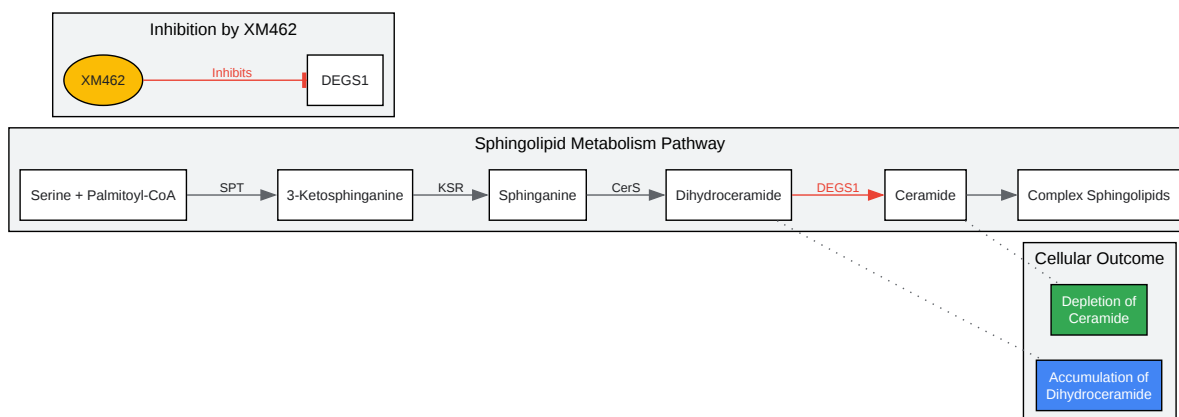 Inhibition by XM462
XM462
Inhibits
DEGS1
Sphingolipid Metabolism Pathway
Serine + Palmitoyl-CoA
SPT
3-Ketosphinganine
KSR
Sphinganine
CerS
Dihydroceramide
DEGS1
Ceramide
Complex Sphingolipids
Cellular Outcome
Depletion of
Ceramide
Accumulation of
Dihydroceramide